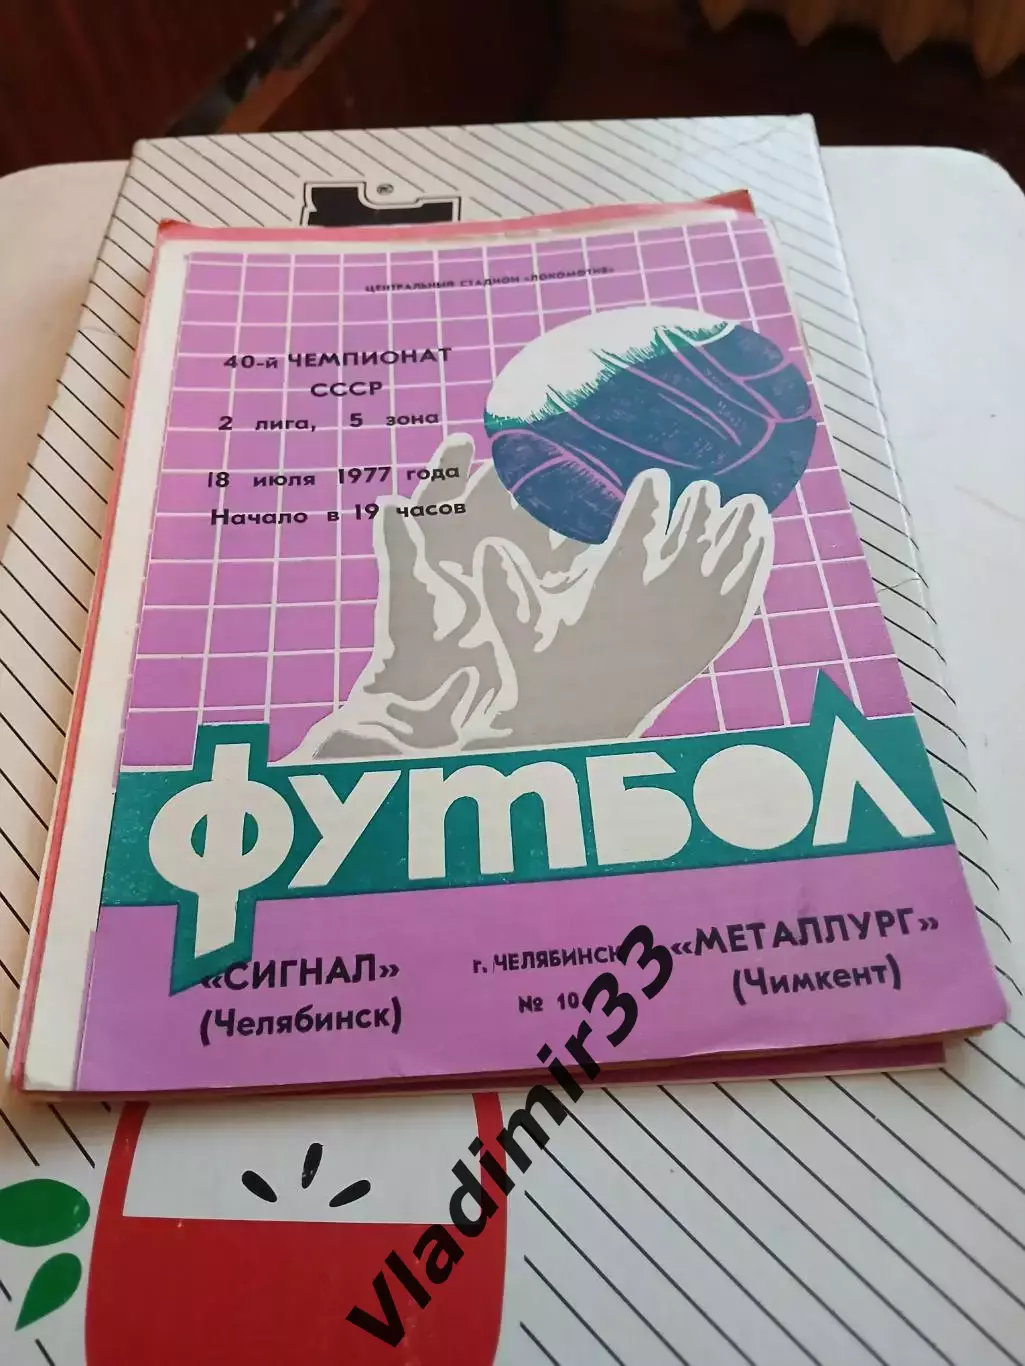 ЦЕНТРАЛЬНЫЙ СТАДИОН «ЛОКОМОТИВ»
40-й ЧЕМПИОНАТ
СССР
2 лига, 5 зона
18 июля 1977 года
Начало в 19 часов
ФУТБОЛ
«СИГНАЛ»
(Челябинск)
г. ЧЕЛЯБИНСК
№ 10
«МЕТАЛЛУРГ»
(Чимкент)
Vladimir33